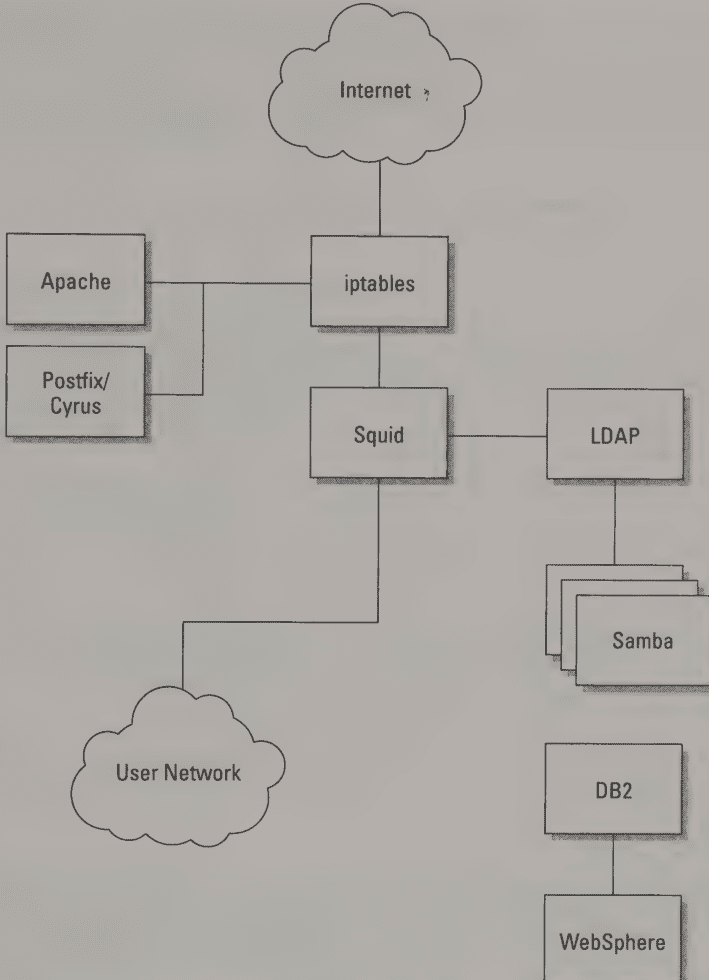 Internet
Apache
iptables
Postfix/
Cyrus
Squid
LDAP
Samba
User Network
DB2
WebSphere